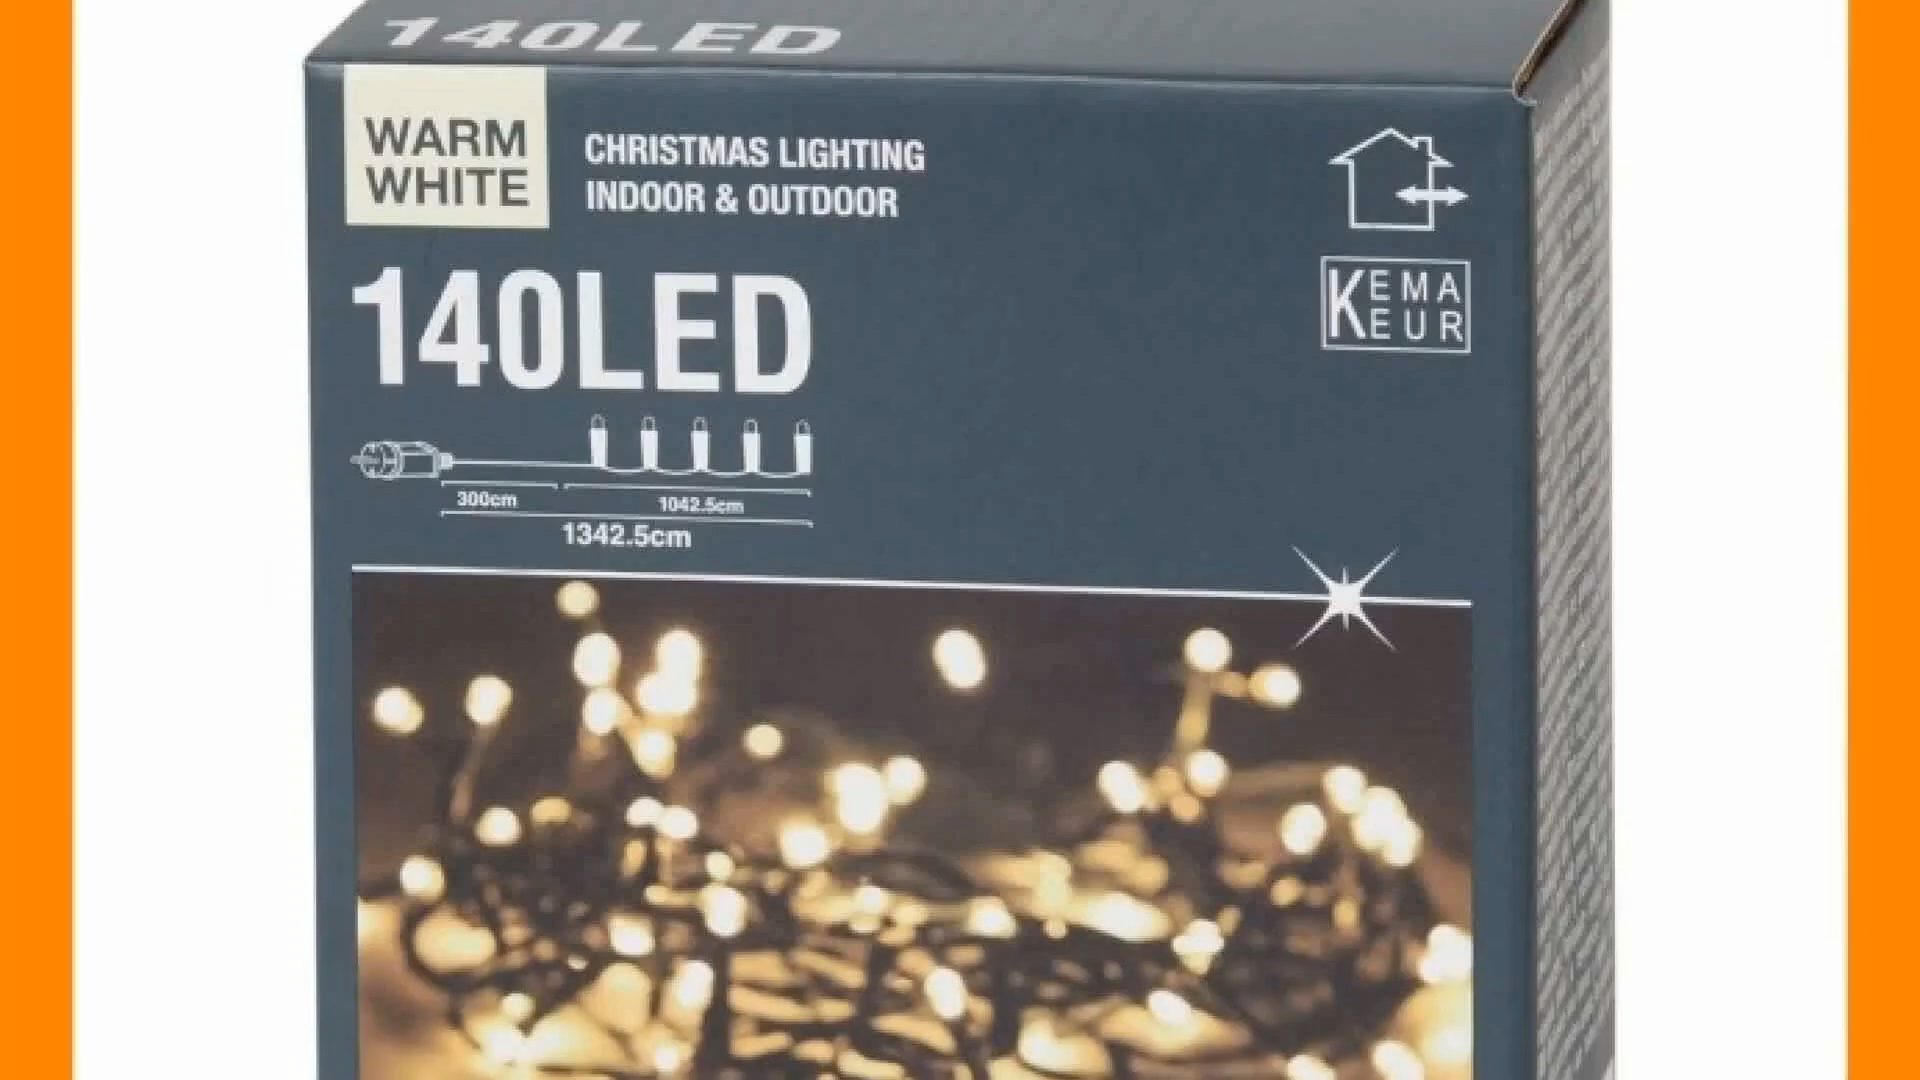 140LED
WARM
WHITE
CHRISTMAS LIGHTING
INDOOR & OUTDOOR
KEMA
KEUR
140LED
300cm
1042.5cm
1342.5cm